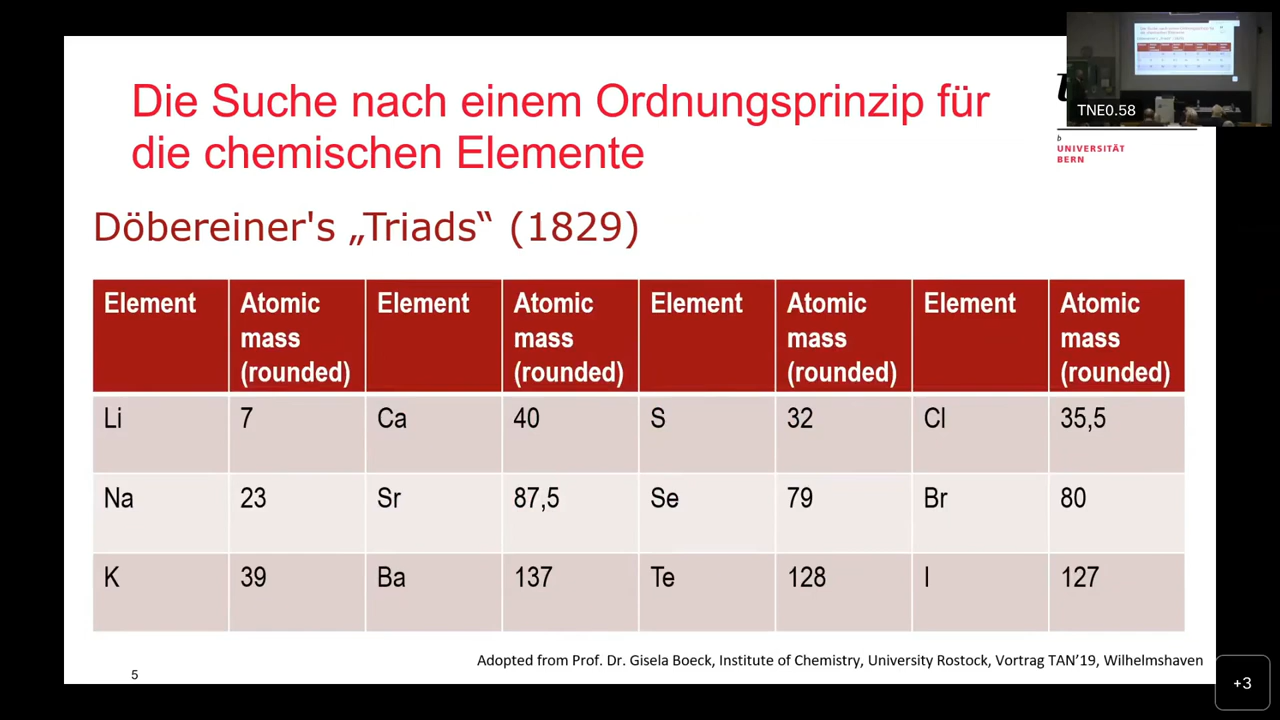 Die Suche nach einem Ordnungsprinzip für
die chemischen Elemente
TNE0.58
b
UNIVERSITÄT
BERN
Döbereiner's „Triads“ (1829)
Element Atomic mass (rounded) Element Atomic mass (rounded) Element Atomic mass (rounded) Element Atomic mass (rounded)
Li 7 Ca 40 S 32 Cl 35,5
Na 23 Sr 87,5 Se 79 Br 80
K 39 Ba 137 Te 128 I 127
Adopted from Prof. Dr. Gisela Boeck, Institute of Chemistry, University Rostock, Vortrag TAN’19, Wilhelmshaven
5
+3